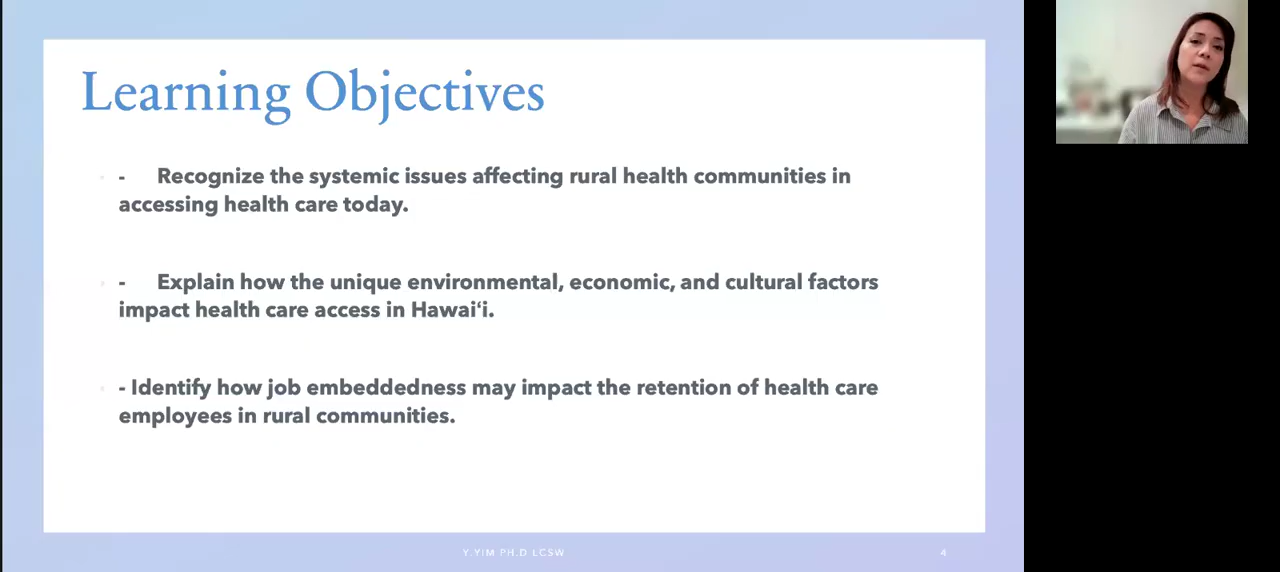 Learning Objectives
- Recognize the systemic issues affecting rural health communities in
accessing health care today.
- Explain how the unique environmental, economic, and cultural factors
impact health care access in Hawaiʻi.
- Identify how job embeddedness may impact the retention of health care
employees in rural communities.
Y.YIM PH.D LCSW
4